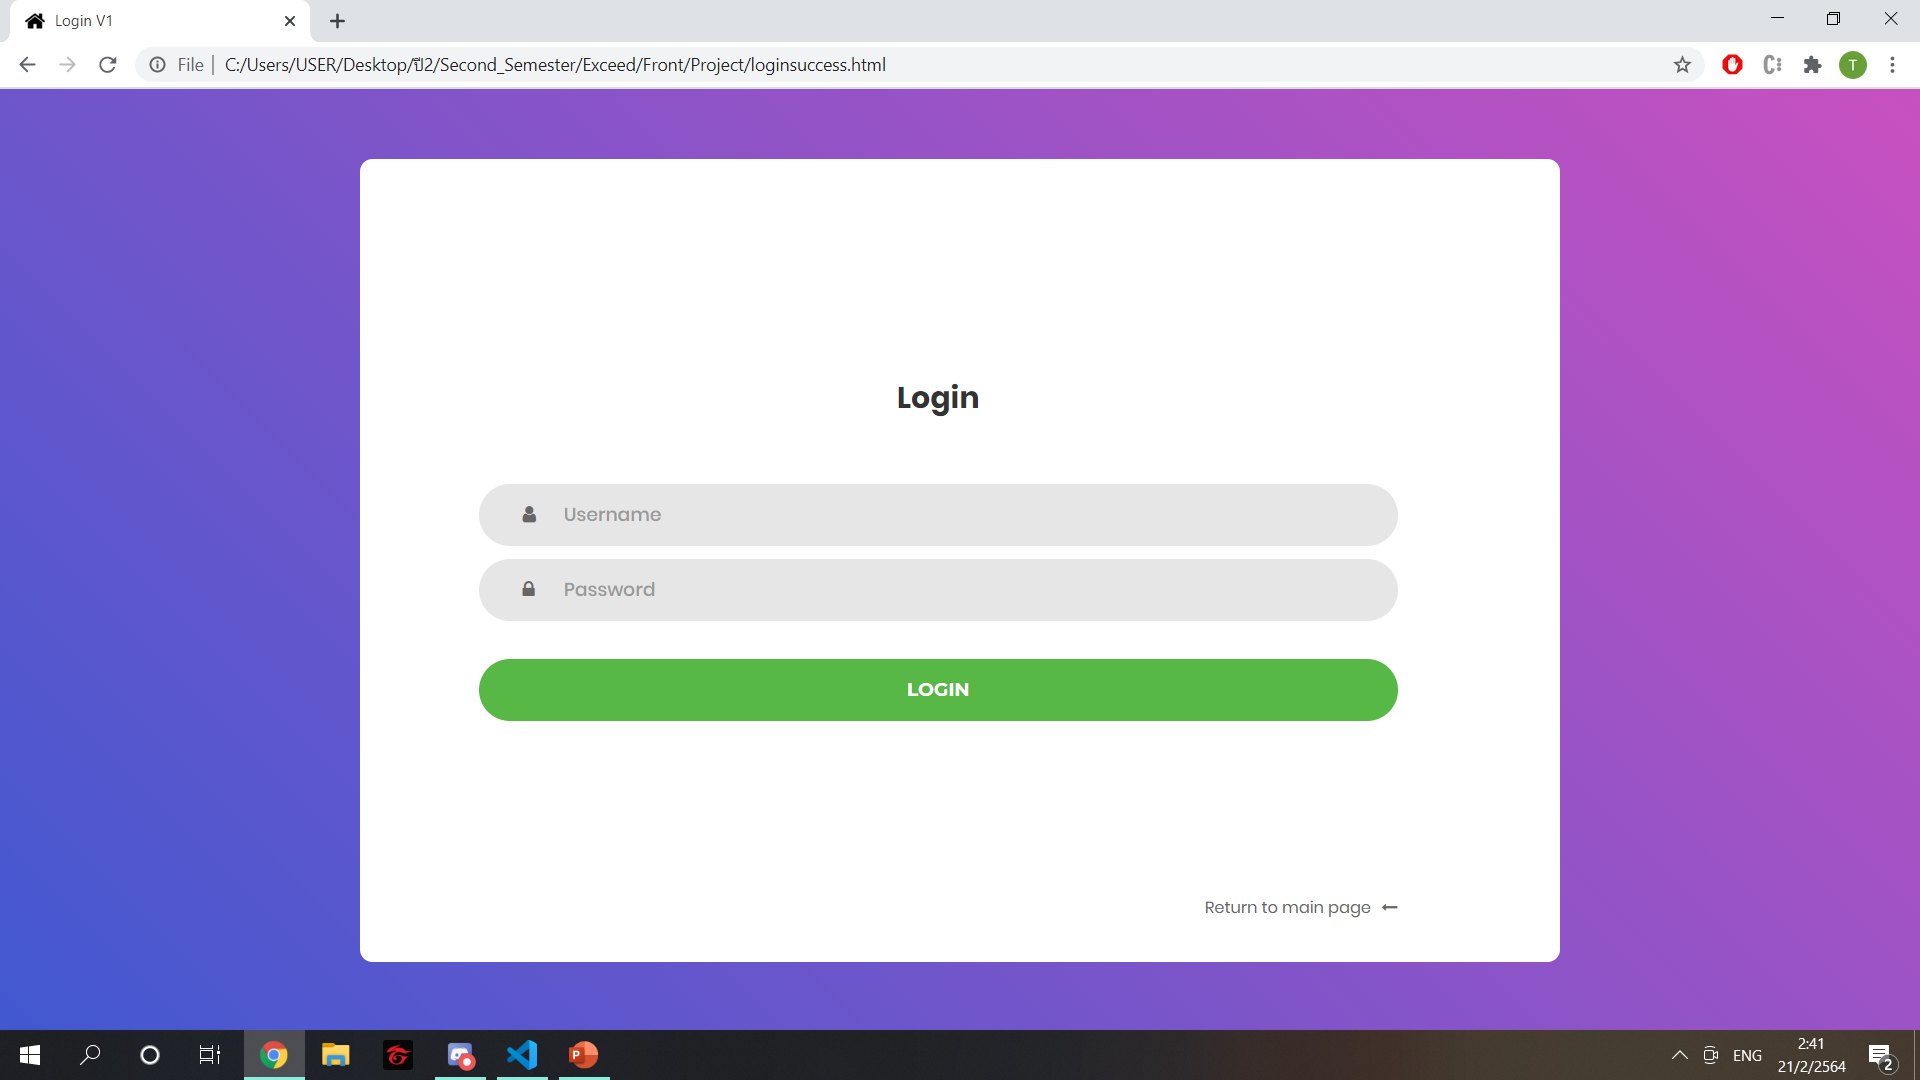 Login V1
File
C:/Users/USER/Desktop/ปี2/Second_Semester/Exceed/Front/Project/loginsuccess.html
T
Login
Username
Password
LOGIN
Return to main page
P
ENG
2:41
21/2/2564
2